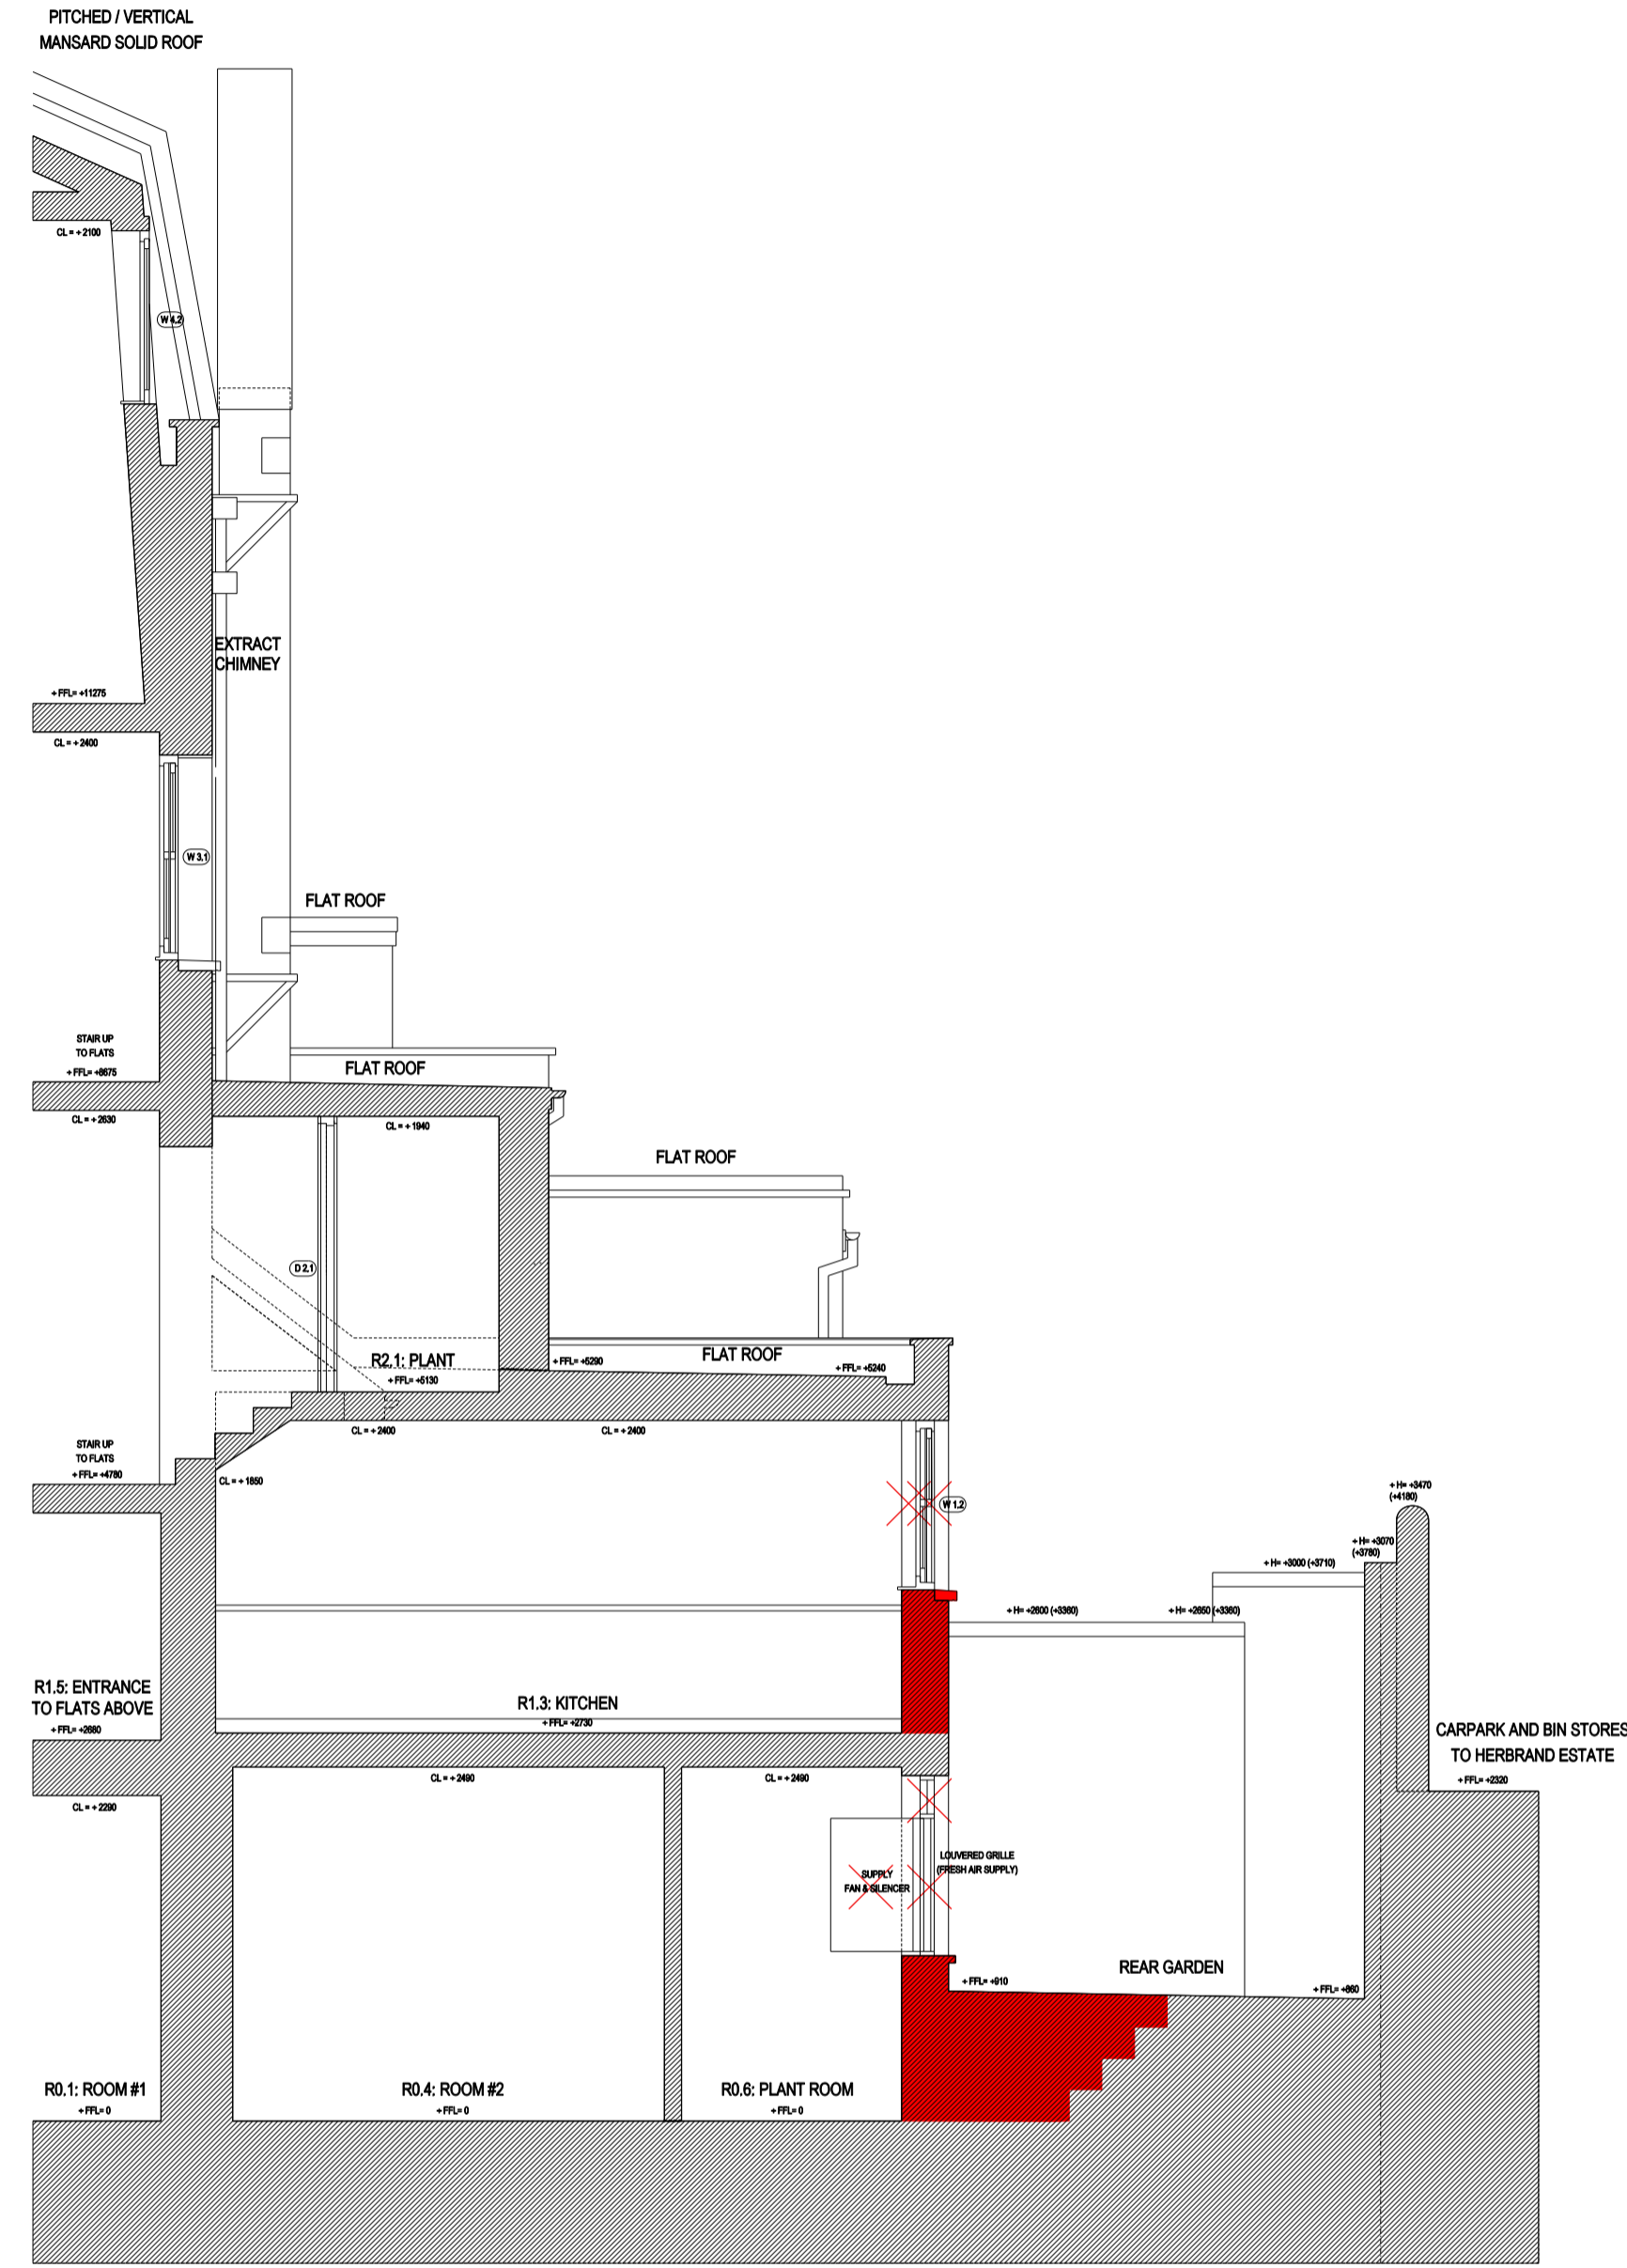 PITCHED / VERTICAL
MANSARD SOLID ROOF
CL = + 2100
W 4.2
EXTRACT
CHIMNEY
+ FFL= +11275
CL = + 2400
W 3.1
FLAT ROOF
STAIR UP
TO FLATS
+ FFL= +8675
FLAT ROOF
CL = + 2630
CL = + 1940
FLAT ROOF
D 2.1
R2.1: PLANT
+ FFL= +5130
+ FFL= +5290
FLAT ROOF
+ FFL= +5240
CL = + 2400
CL = + 2400
STAIR UP
TO FLATS
+ FFL= +4780
CL = + 1850
W 1.2
+ H= +3470
(+4180)
+ H= +3070
(+3780)
+ H= +3000 (+3710)
+ H= +2600 (+3360)
+ H= +2650 (+3360)
R1.5: ENTRANCE
TO FLATS ABOVE
+ FFL= +2680
R1.3: KITCHEN
+ FFL= +2730
CARPARK AND BIN STORES
TO HERBRAND ESTATE
+ FFL= +2320
CL = + 2490
CL = + 2490
CL = + 2290
SUPPLY
FAN & SILENCER
LOUVERED GRILLE
(FRESH AIR SUPPLY)
REAR GARDEN
+ FFL= +910
+ FFL= +860
R0.1: ROOM #1
+ FFL= 0
R0.4: ROOM #2
+ FFL= 0
R0.6: PLANT ROOM
+ FFL= 0